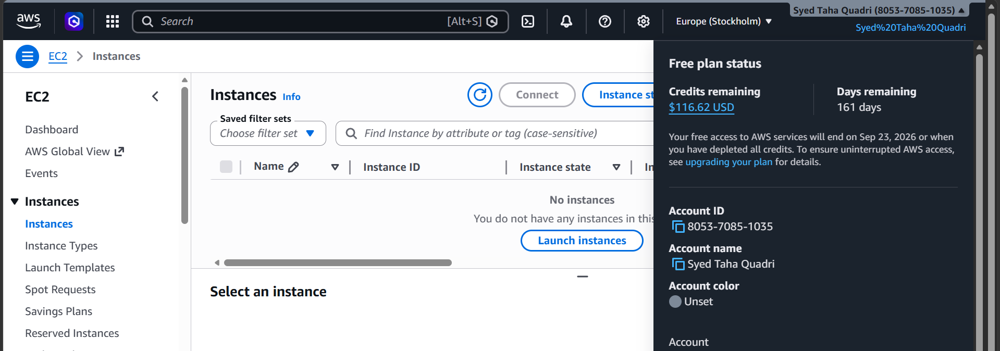 aws
Search
[Alt+S]
Europe (Stockholm)
Syed Taha Quadri (8053-7085-1035)
Syed%20Taha%20Quadri
EC2
Instances
EC2
Dashboard
AWS Global View
Events
Instances
Instances
Instance Types
Launch Templates
Spot Requests
Savings Plans
Reserved Instances
Instances Info
Connect
Instance st
Saved filter sets
Choose filter set
Find Instance by attribute or tag (case-sensitive)
Name
Instance ID
Instance state
In
No instances
You do not have any instances in this
Launch instances
Select an instance
Free plan status
Credits remaining
$116.62 USD
Days remaining
161 days
Your free access to AWS services will end on Sep 23, 2026 or when
you have depleted all credits. To ensure uninterrupted AWS access,
see upgrading your plan for details.
Account ID
8053-7085-1035
Account name
Syed Taha Quadri
Account color
Unset
Account